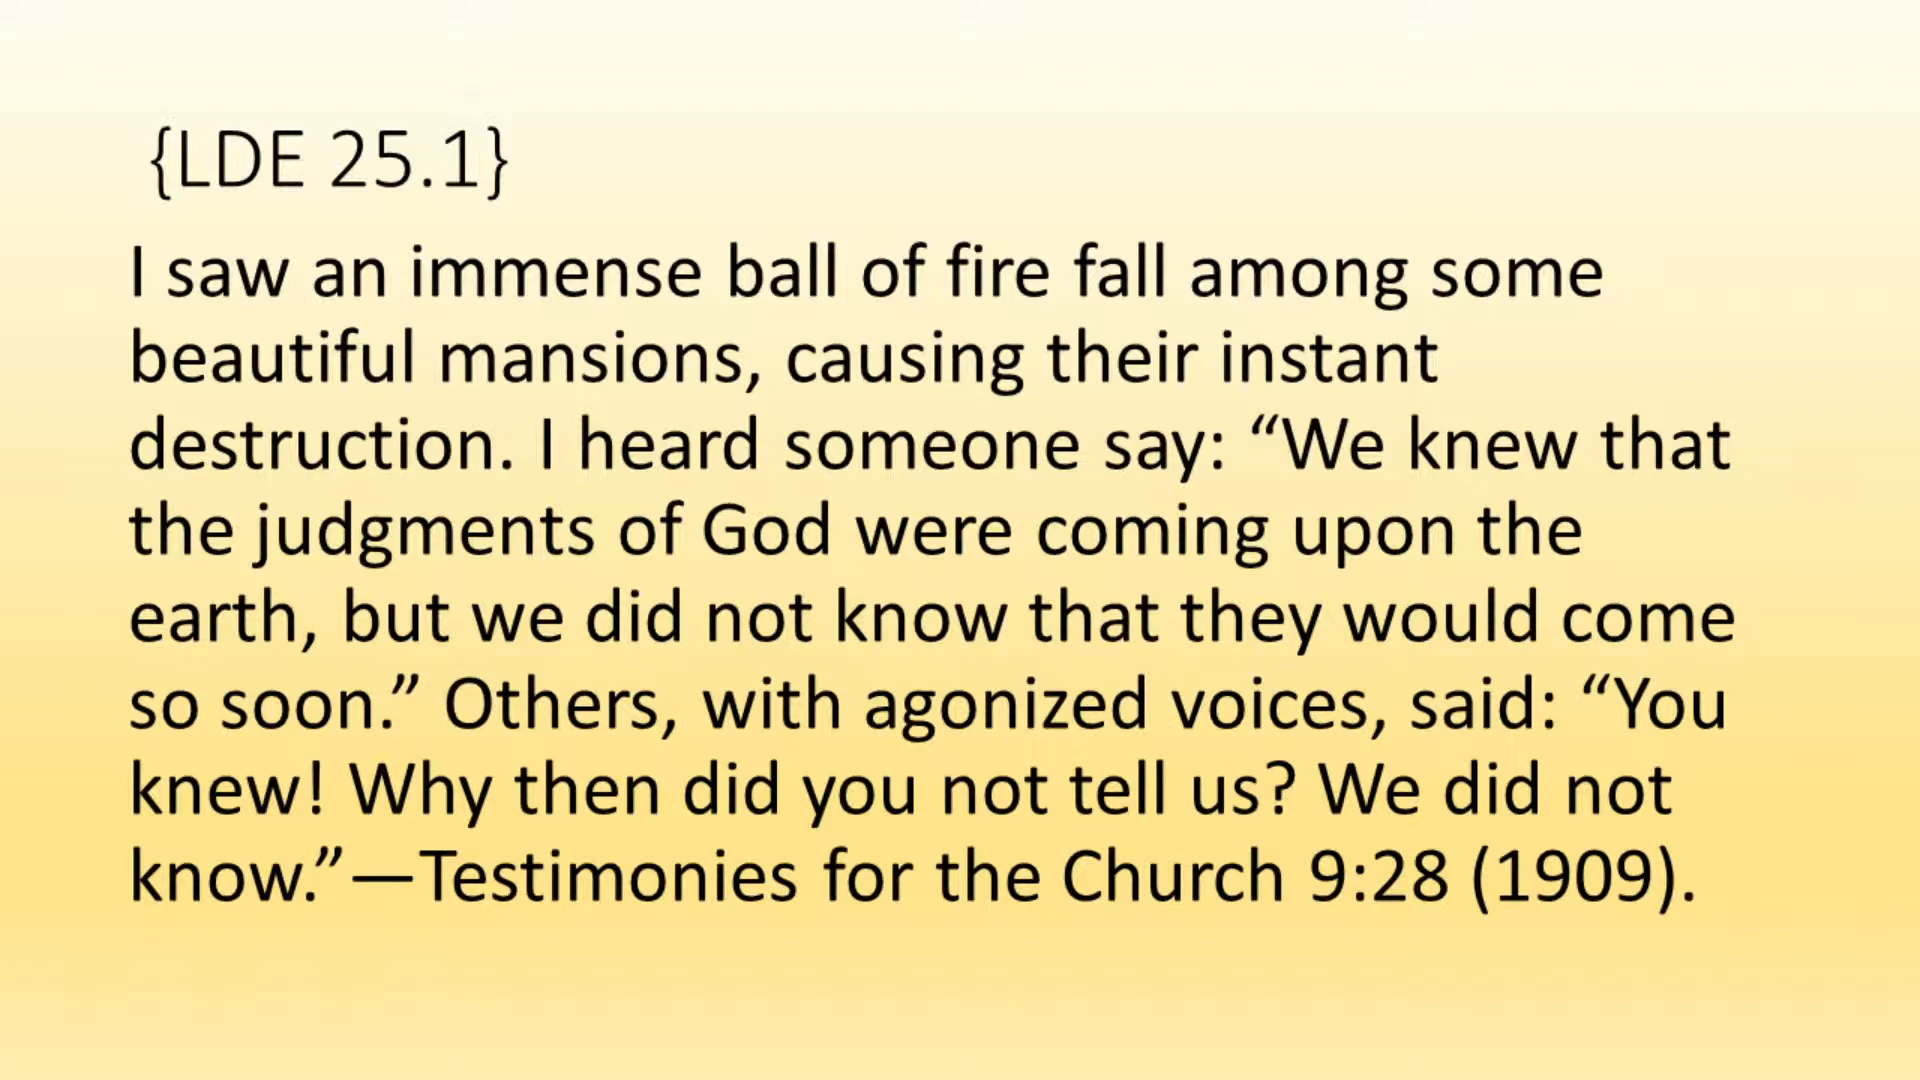 {LDE 25.1}
I saw an immense ball of fire fall among some
beautiful mansions, causing their instant
destruction. I heard someone say: “We knew that
the judgments of God were coming upon the
earth, but we did not know that they would come
so soon.” Others, with agonized voices, said: “You
knew! Why then did you not tell us? We did not
know.”—Testimonies for the Church 9:28 (1909).